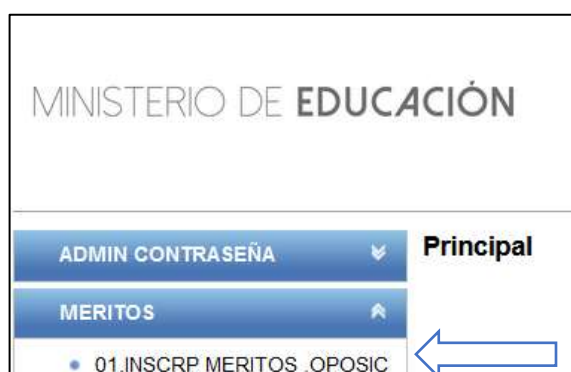 MINISTERIO DE EDUCACIÓN
ADMIN CONTRASEÑA
Principal
MERITOS
01.INSCRP MERITOS .OPOSIC